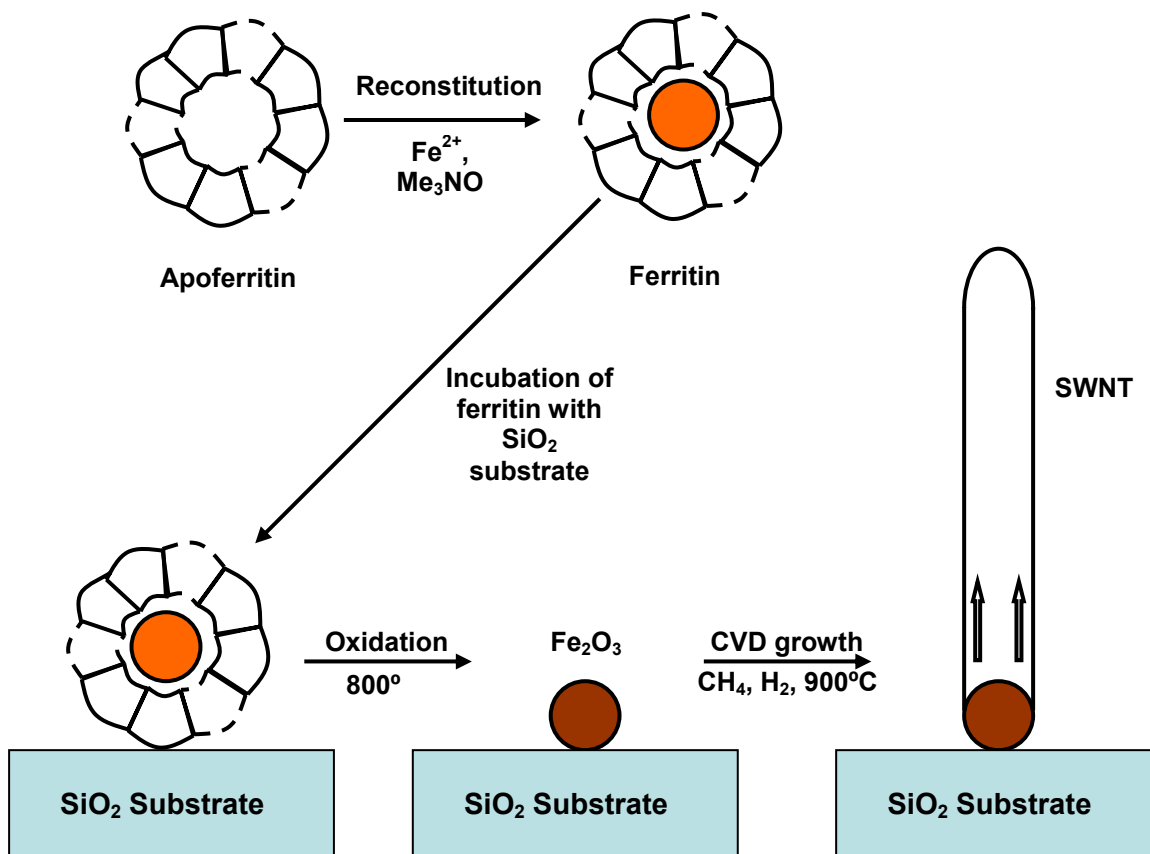 Reconstitution
Fe²⁺,
Me₃NO
Apoferritin
Ferritin
Incubation of
ferritin with
SiO₂
substrate
SWNT
Oxidation
800º
Fe₂O₃
CVD growth
CH₄, H₂, 900ºC
SiO₂ Substrate
SiO₂ Substrate
SiO₂ Substrate